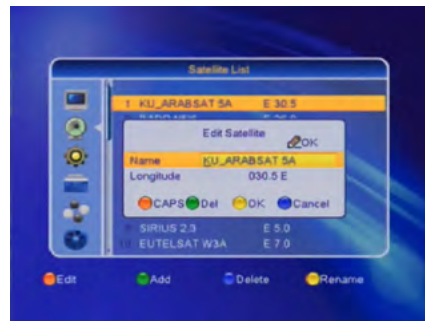 Satellite List
1 KU_ARABSAT 5A E 30.5
Edit Satellite
OK
Name KU_ARABSAT 5A
Longitude 030.5 E
CAPS Del OK Cancel
SIRIUS 2,3 E 5.0
EUTELSAT W3A E 7.0
Edit Add Delete Rename